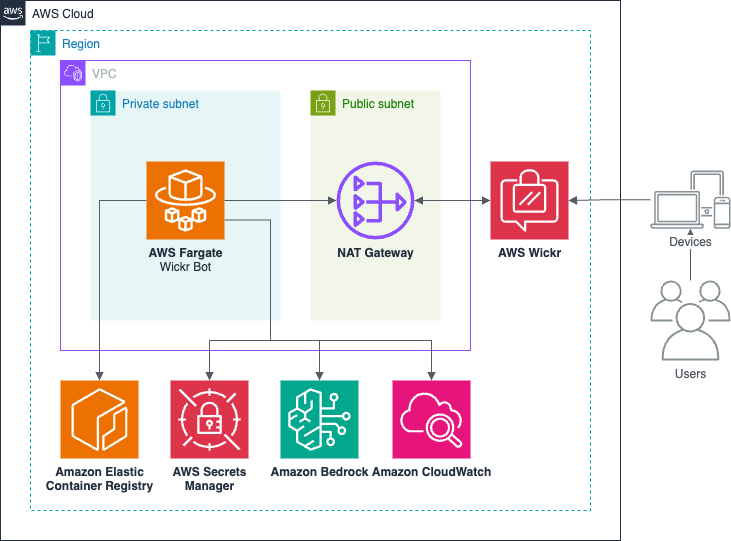 aws
AWS Cloud
Region
VPC
Private subnet
Public subnet
AWS Fargate
Wickr Bot
NAT Gateway
AWS Wickr
Devices
Users
Amazon Elastic
Container Registry
AWS Secrets
Manager
Amazon Bedrock
Amazon CloudWatch